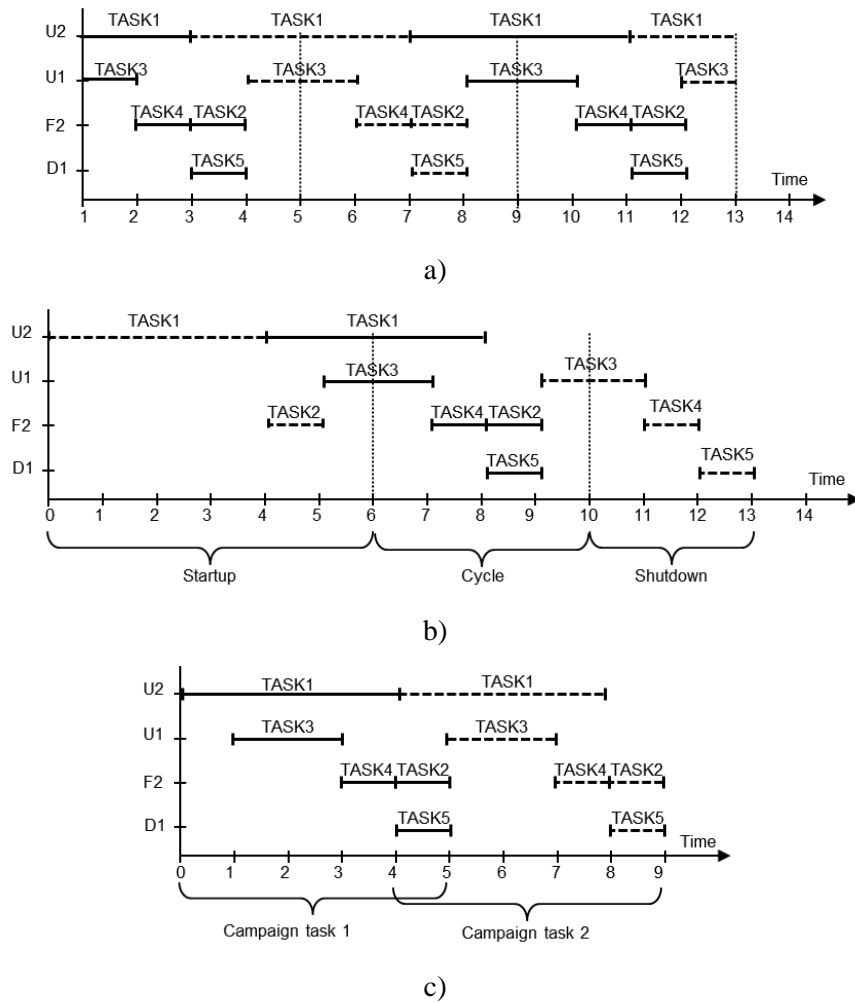 TASK1 TASK1 TASK1 TASK1
U2
TASK3 TASK3 TASK3 TASK3
U1
TASK4 TASK2 TASK4 TASK2 TASK4 TASK2
F2
TASK5 TASK5 TASK5
D1
Time
1 2 3 4 5 6 7 8 9 10 11 12 13 14
a)
TASK1 TASK1
U2
TASK3 TASK3
U1
TASK2 TASK4 TASK2 TASK4
F2
TASK5 TASK5
D1
Time
0 1 2 3 4 5 6 7 8 9 10 11 12 13 14
Startup Cycle Shutdown
b)
TASK1 TASK1
U2
TASK3 TASK3
U1
TASK4 TASK2 TASK4 TASK2
F2
TASK5 TASK5
D1
Time
0 1 2 3 4 5 6 7 8 9
Campaign task 1 Campaign task 2
c)